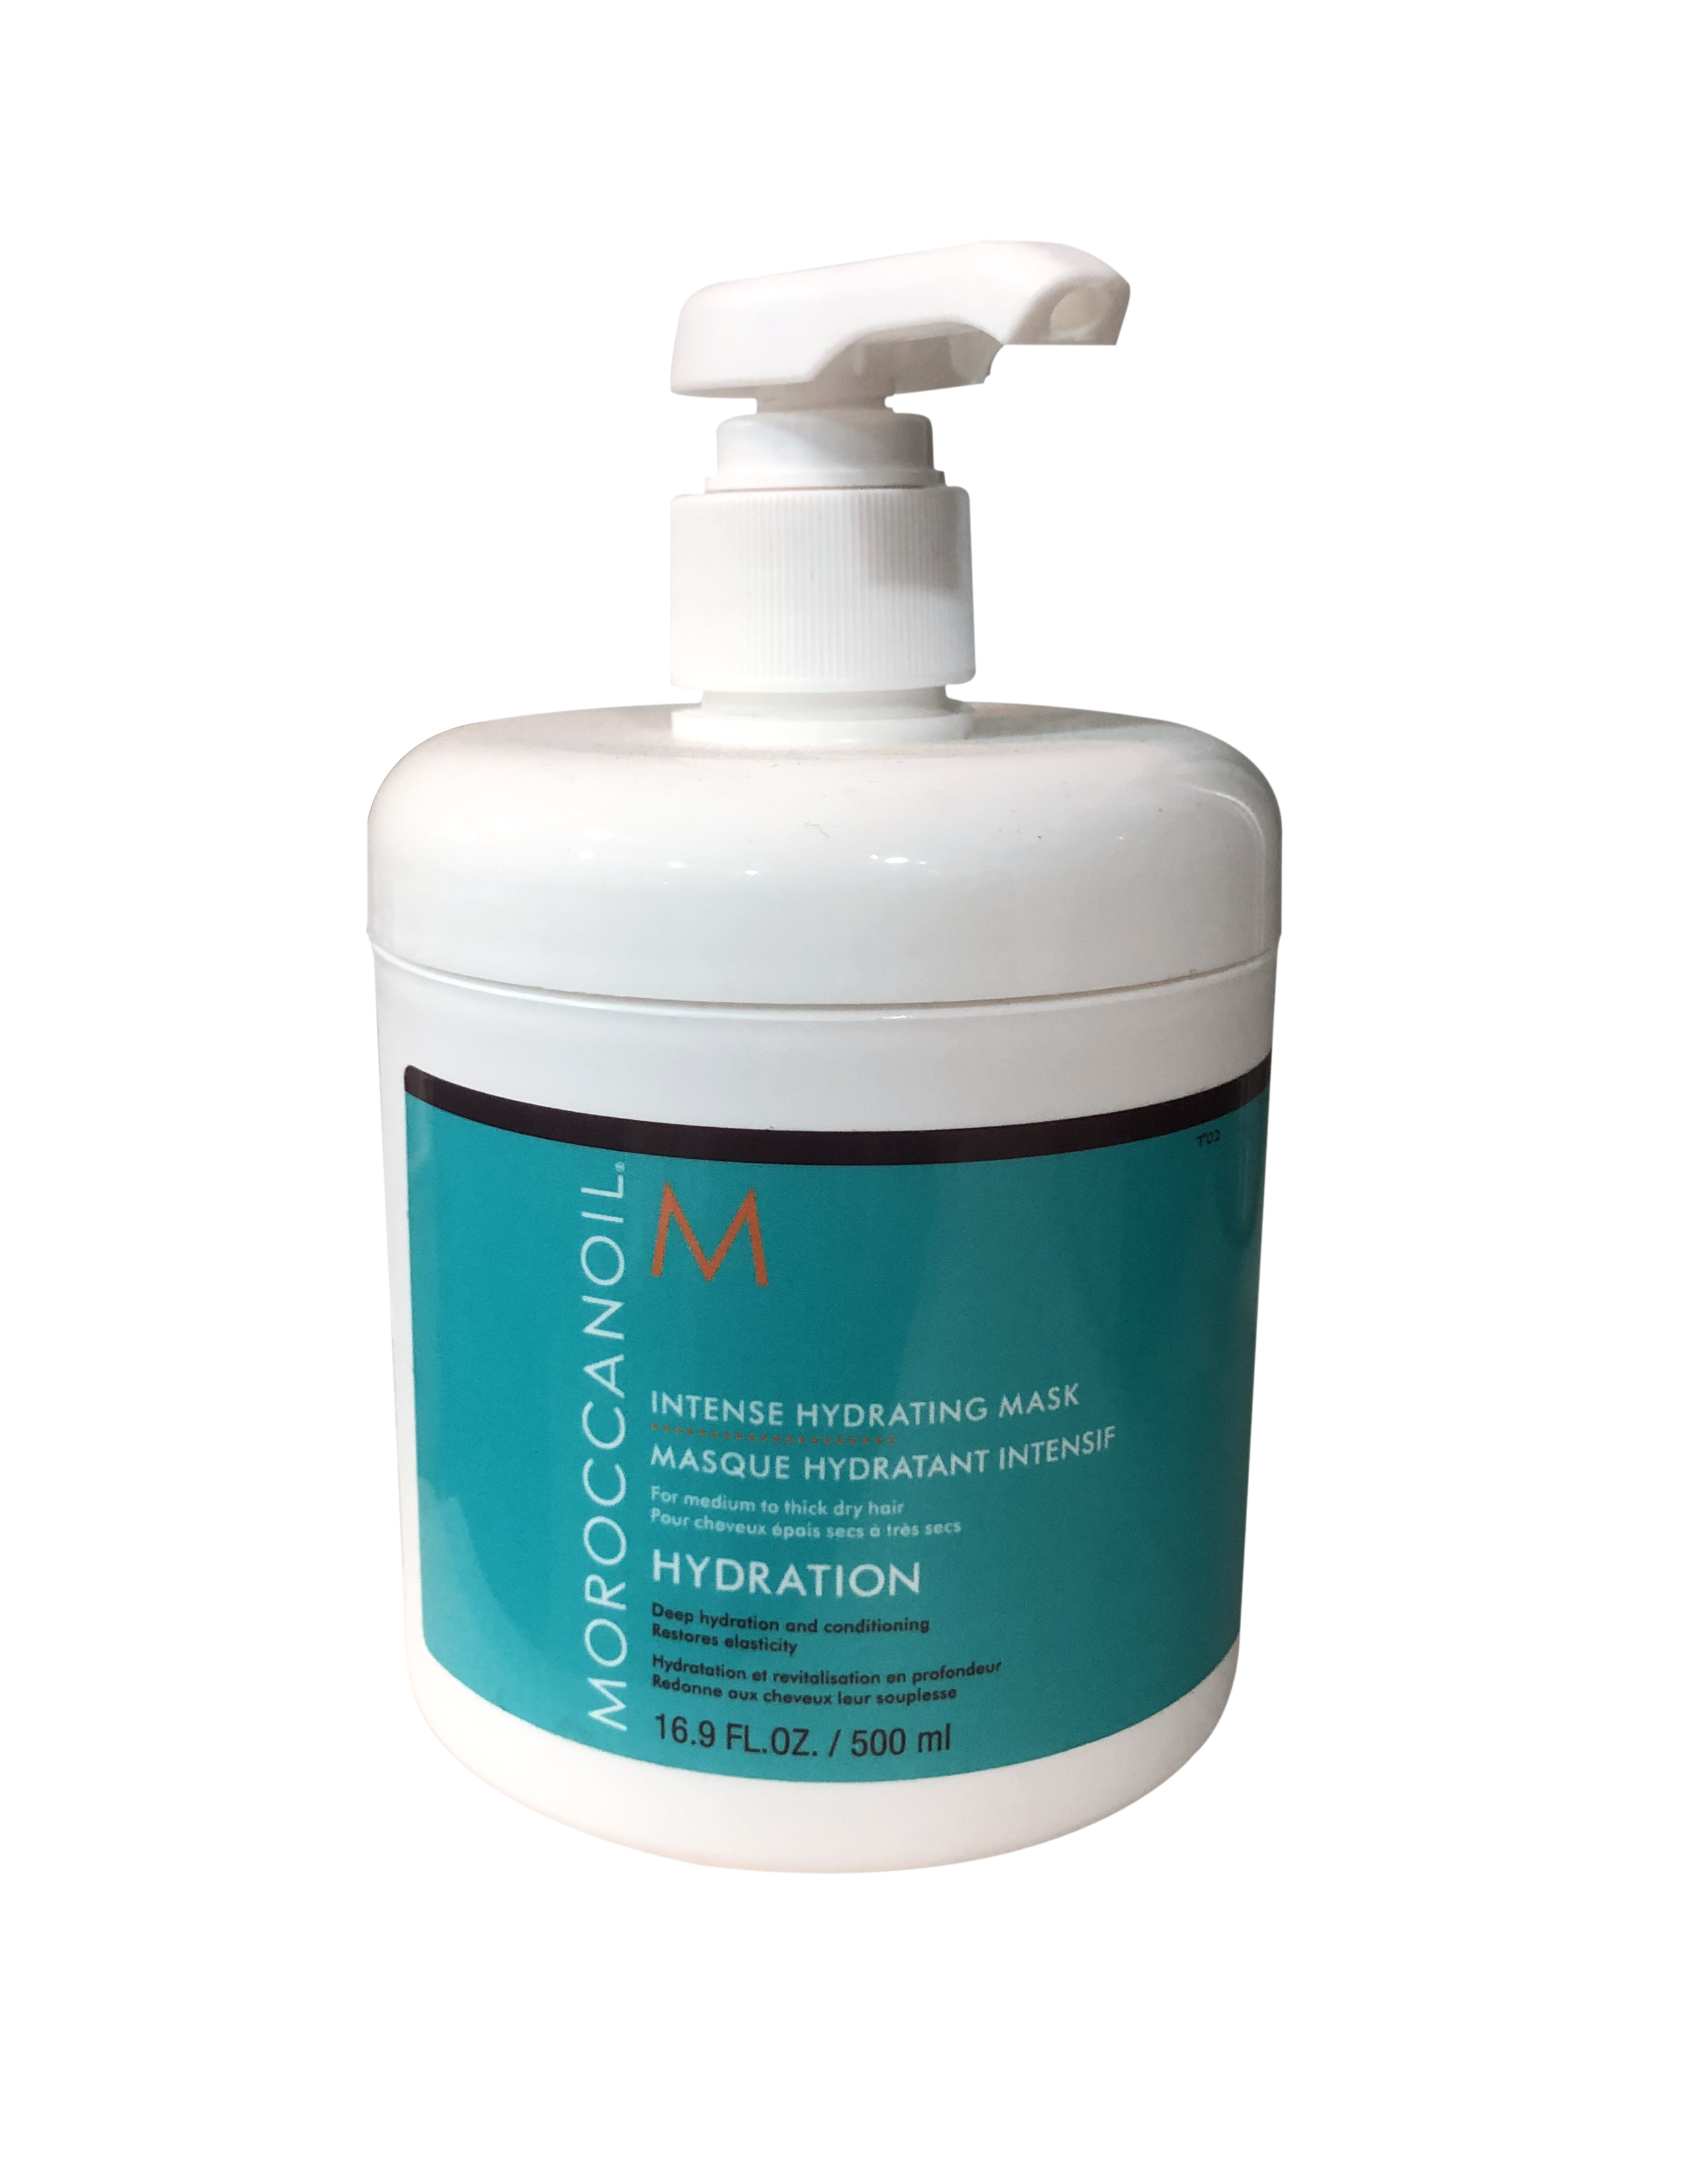 MOROCCANOIL®
M
INTENSE HYDRATING MASK
MASQUE HYDRATANT INTENSIF
For medium to thick dry hair
Pour cheveux épais secs à très secs
HYDRATION
Deep hydration and conditioning
Restores elasticity
Hydratation et revitalisation en profondeur
Redonne aux cheveux leur souplesse
16.9 FL.OZ. / 500 ml